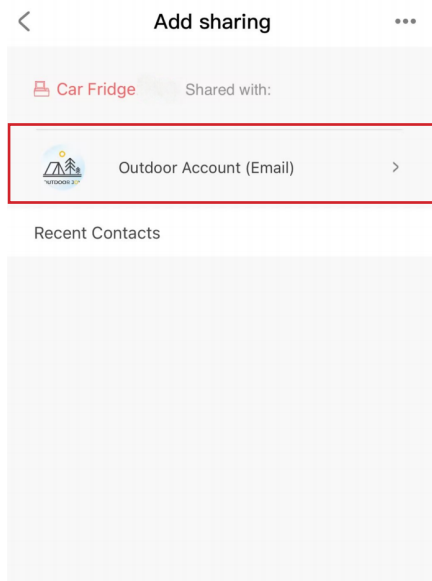 Add sharing
Car Fridge Shared with:
Outdoor Account (Email)
Recent Contacts